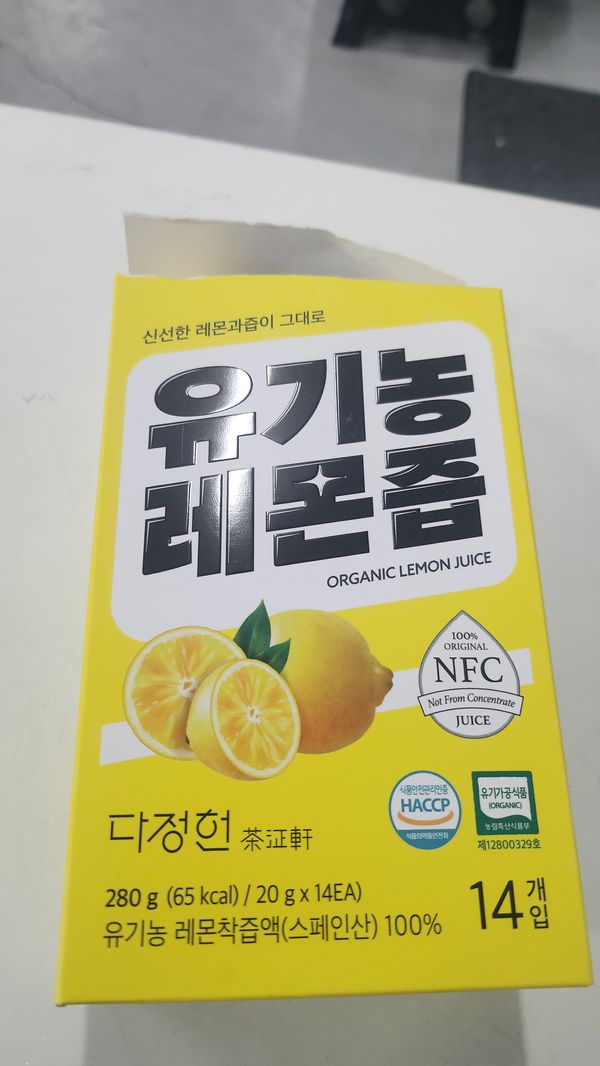 신선한 레몬과즙이 그대로
유기농
레몬즙
ORGANIC LEMON JUICE
100%
ORIGINAL
NFC
Not From Concentrate
JUICE
식품안전관리인증
HACCP
식품의약품안전처
유기가공식품
(ORGANIC)
농림축산식품부
제12800329호
다정헌 茶㱏軒
280 g (65 kcal) / 20 g x 14EA)
유기농 레몬착즙액(스페인산) 100%
14개입